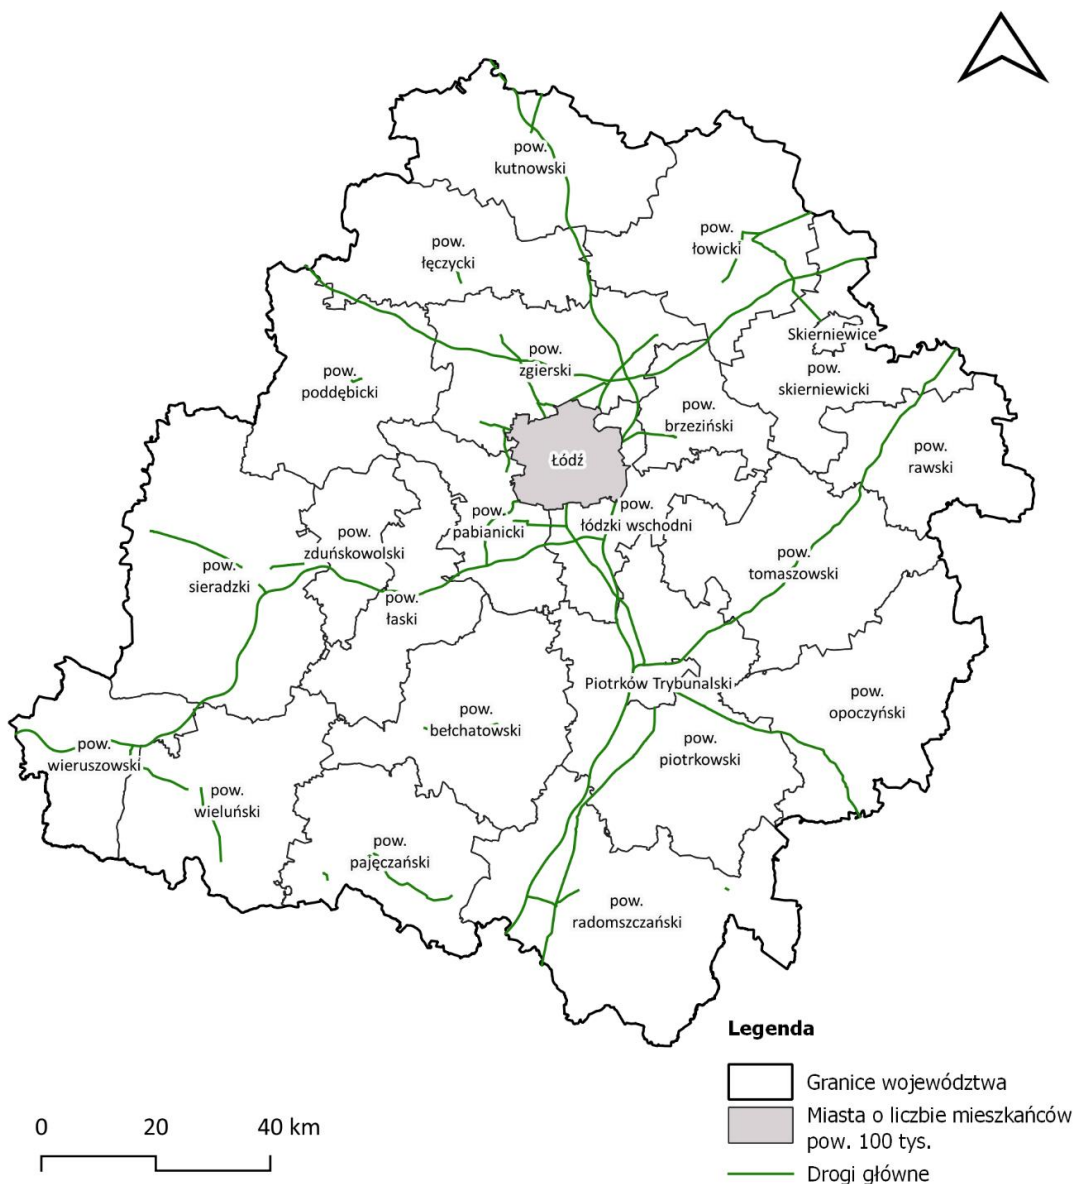 pow.
kutnowski
pow.
łowicki
pow.
łęczycki
Skierniewice
pow.
zgierski
pow.
skierniewicki
pow.
poddębicki
pow.
brzeziński
pow.
rawski
Łódź
pow.
pabianicki
pow.
łódzki wschodni
pow.
zduńskowolski
pow.
tomaszowski
pow.
sieradzki
pow.
łaski
Piotrków Trybunalski
pow.
opoczyński
pow.
bełchatowski
pow.
piotrkowski
pow.
wieruszowski
pow.
wieluński
pow.
pajęczański
pow.
radomszczański
Legenda
Granice województwa
Miasta o liczbie mieszkańców
pow. 100 tys.
Drogi główne
0 20 40 km